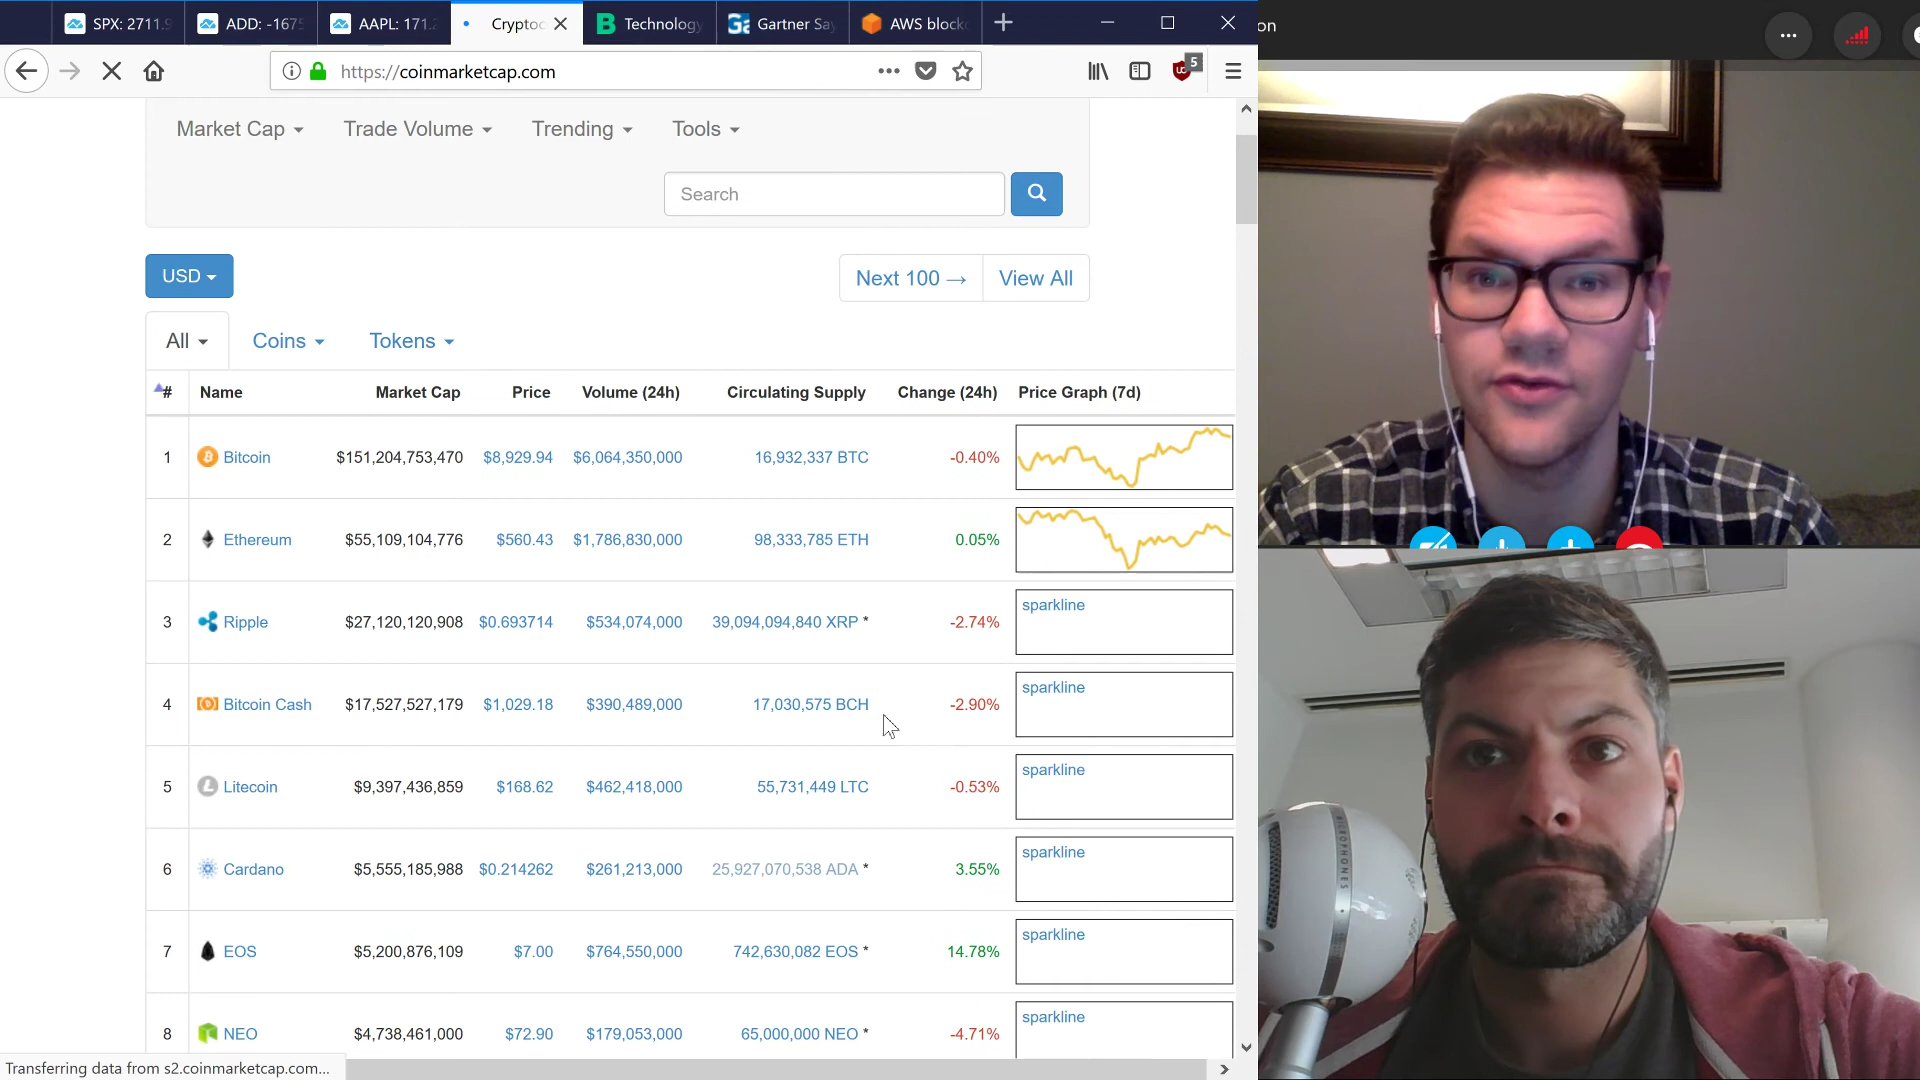 SPX: 2711.9
ADD: -1675
AAPL: 171.2
Cryptoc
Technology
Gartner Say
AWS block
on
https://coinmarketcap.com
5
Market Cap
Trade Volume
Trending
Tools
Search
USD
Next 100 →
View All
All
Coins
Tokens
# Name Market Cap Price Volume (24h) Circulating Supply Change (24h) Price Graph (7d)
1 Bitcoin $151,204,753,470 $8,929.94 $6,064,350,000 16,932,337 BTC -0.40%
2 Ethereum $55,109,104,776 $560.43 $1,786,830,000 98,333,785 ETH 0.05%
3 Ripple $27,120,120,908 $0.693714 $534,074,000 39,094,094,840 XRP * -2.74% sparkline
4 Bitcoin Cash $17,527,527,179 $1,029.18 $390,489,000 17,030,575 BCH -2.90% sparkline
5 Litecoin $9,397,436,859 $168.62 $462,418,000 55,731,449 LTC -0.53% sparkline
6 Cardano $5,555,185,988 $0.214262 $261,213,000 25,927,070,538 ADA * 3.55% sparkline
7 EOS $5,200,876,109 $7.00 $764,550,000 742,630,082 EOS * 14.78% sparkline
8 NEO $4,738,461,000 $72.90 $179,053,000 65,000,000 NEO * -4.71% sparkline
Transferring data from s2.coinmarketcap.com...
MICROPHONES